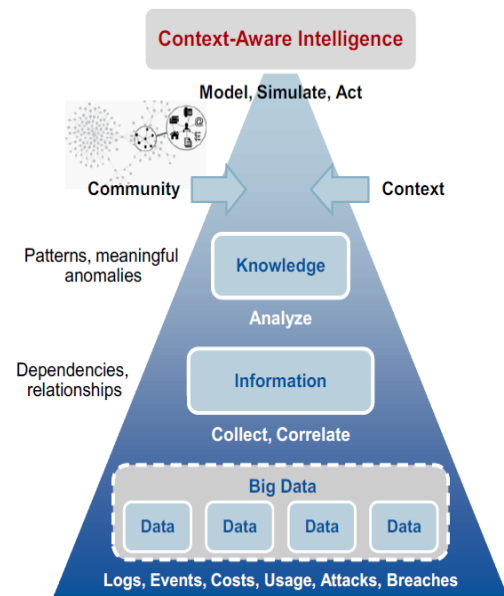 Context-Aware Intelligence
Model, Simulate, Act
Community
Context
Patterns, meaningful
anomalies
Knowledge
Analyze
Dependencies,
relationships
Information
Collect, Correlate
Big Data
Data Data Data Data
Logs, Events, Costs, Usage, Attacks, Breaches